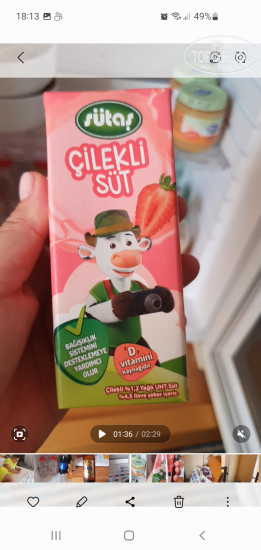 18:13
49%
sütaş
ÇİLEKLİ
SÜT
BAĞIŞIKLIK
SİSTEMİNİ
DESTEKLEMEYE
YARDIMCI
OLUR
D
vitamini
kaynağıdır
Çilekli %1,2 Yağlı UHT Süt
%4,5 ilave şeker içerir.
01:36 / 02:29